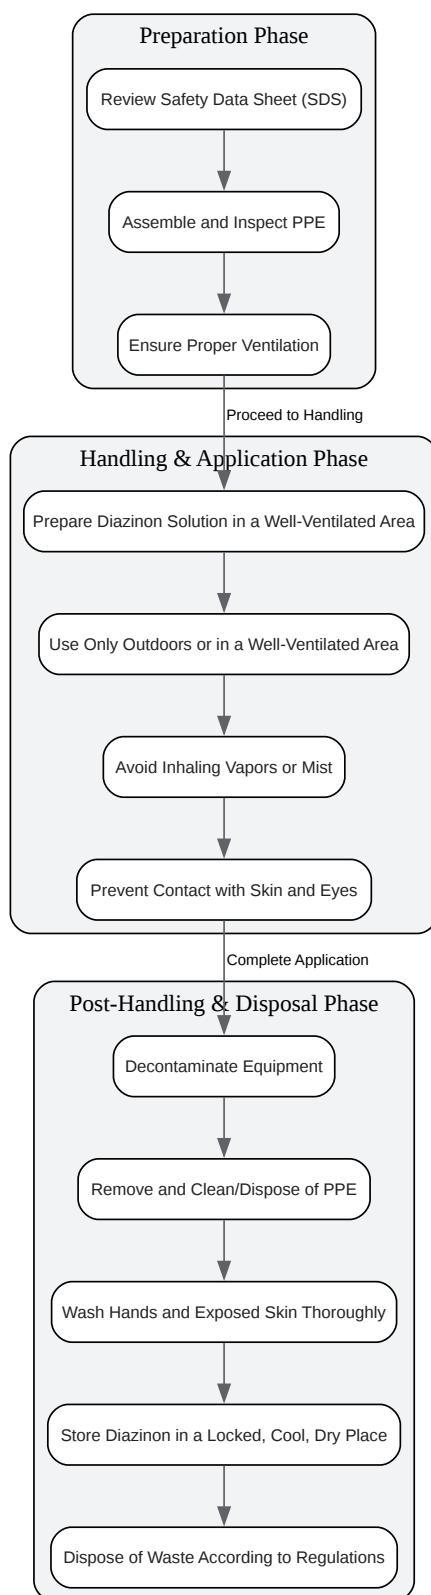 Preparation Phase
Review Safety Data Sheet (SDS)
Assemble and Inspect PPE
Ensure Proper Ventilation
Proceed to Handling
Handling & Application Phase
Prepare Diazinon Solution in a Well-Ventilated Area
Use Only Outdoors or in a Well-Ventilated Area
Avoid Inhaling Vapors or Mist
Prevent Contact with Skin and Eyes
Complete Application
Post-Handling & Disposal Phase
Decontaminate Equipment
Remove and Clean/Dispose of PPE
Wash Hands and Exposed Skin Thoroughly
Store Diazinon in a Locked, Cool, Dry Place
Dispose of Waste According to Regulations